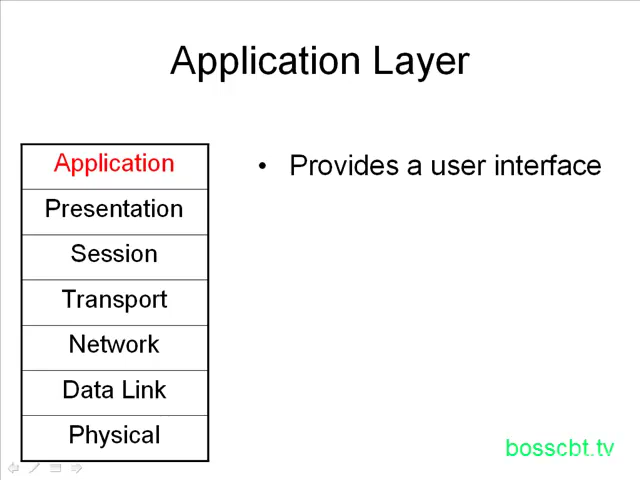 Application Layer
Application
Presentation
Session
Transport
Network
Data Link
Physical
• Provides a user interface
bosscbt.tv